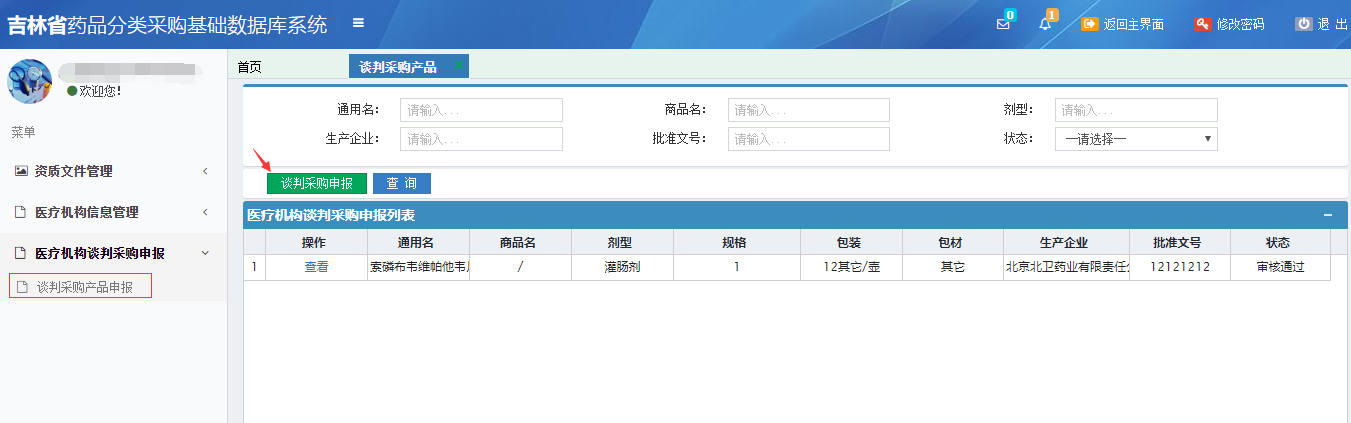 吉林省药品分类采购基础数据库系统
0
1
返回主界面
修改密码
退 出
欢迎您!
菜单
资质文件管理
医疗机构信息管理
医疗机构谈判采购申报
谈判采购产品申报
首页
谈判采购产品
通用名: 请输入... 商品名: 请输入... 剂型: 请输入...
生产企业: 请输入... 批准文号: 请输入... 状态: —请选择—
谈判采购申报 查 询
医疗机构谈判采购申报列表
操作 通用名 商品名 剂型 规格 包装 包材 生产企业 批准文号 状态
1 查看 索磷布韦维帕他韦 / 灌肠剂 1 12其它/壶 其它 北京北卫药业有限责任 12121212 审核通过